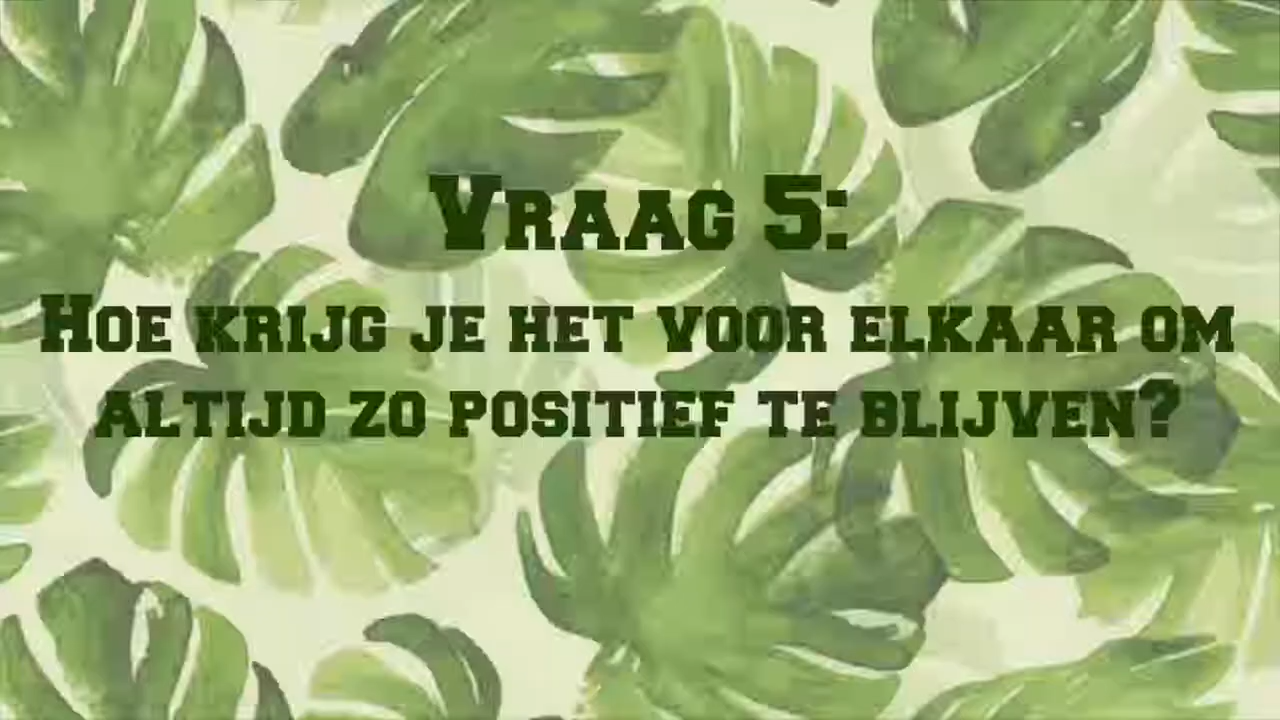 Vraag 5:
Hoe krijg je het voor elkaar om
altijd zo positief te blijven?